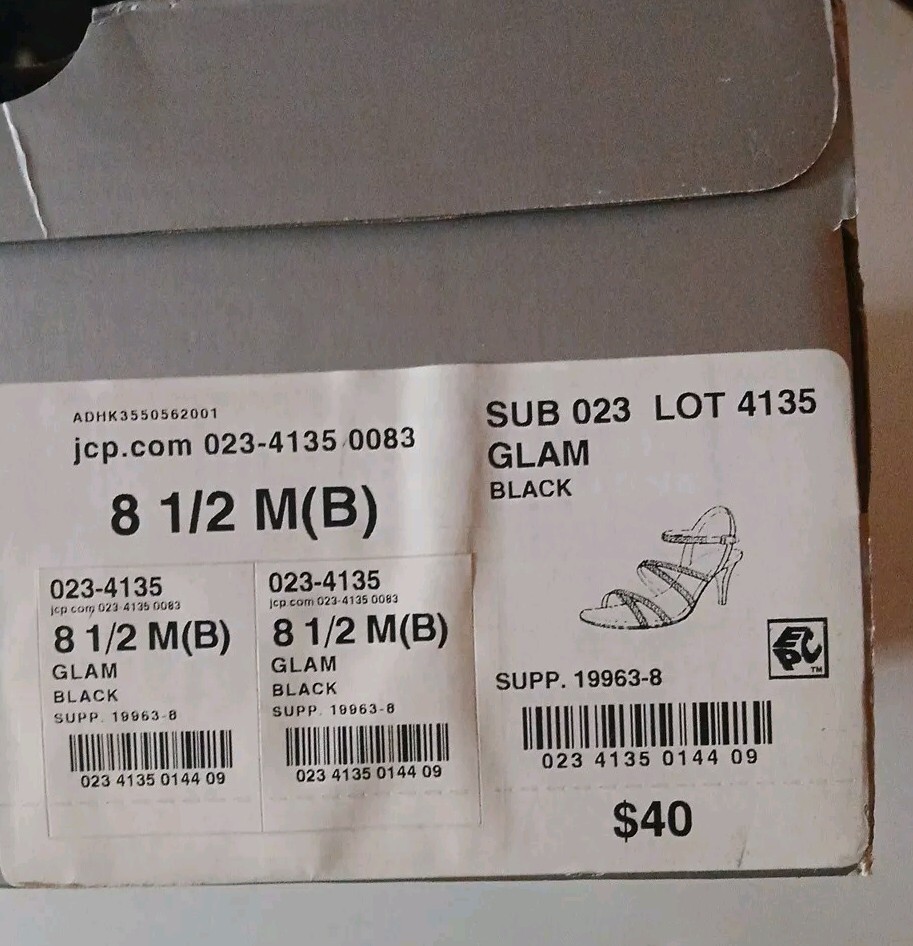 ADHK3550562001
jcp.com 023-4135 0083
8 1/2 M(B)
023-4135
jcp com 023-4135 0083
8 1/2 M(B)
GLAM
BLACK
SUPP. 19963-8
023 4135 0144 09
023-4135
jcp com 023-4135 0083
8 1/2 M(B)
GLAM
BLACK
SUPP. 19963-8
023 4135 0144 09
SUB 023 LOT 4135
GLAM
BLACK
EPC
TM
SUPP. 19963-8
023 4135 0144 09
$40